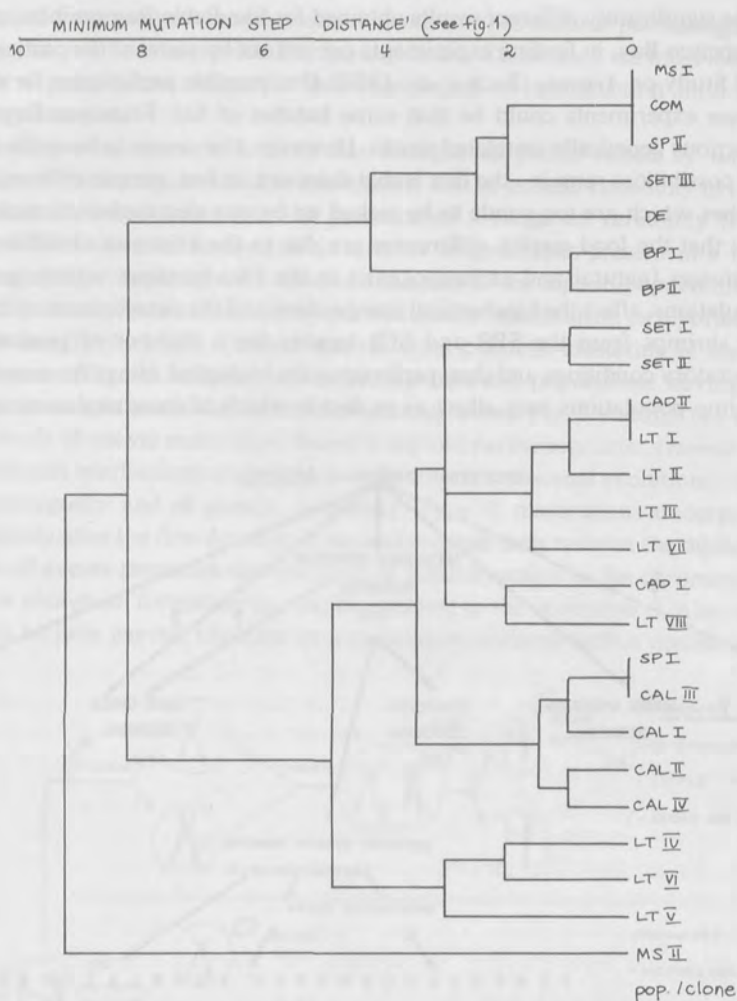 MINIMUM MUTATION STEP "DISTANCE" (see fig. 1)
10 8 6 4 2 0
MS I
COM
SP II
SET III
DE
BP I
BP II
SET I
SET II
CAD II
LT I
LT II
LT III
LT VII
CAD I
LT VIII
SP I
CAL III
CAL I
CAL II
CAL IV
LT IV
LT VI
LT V
MS II
pop. / clone